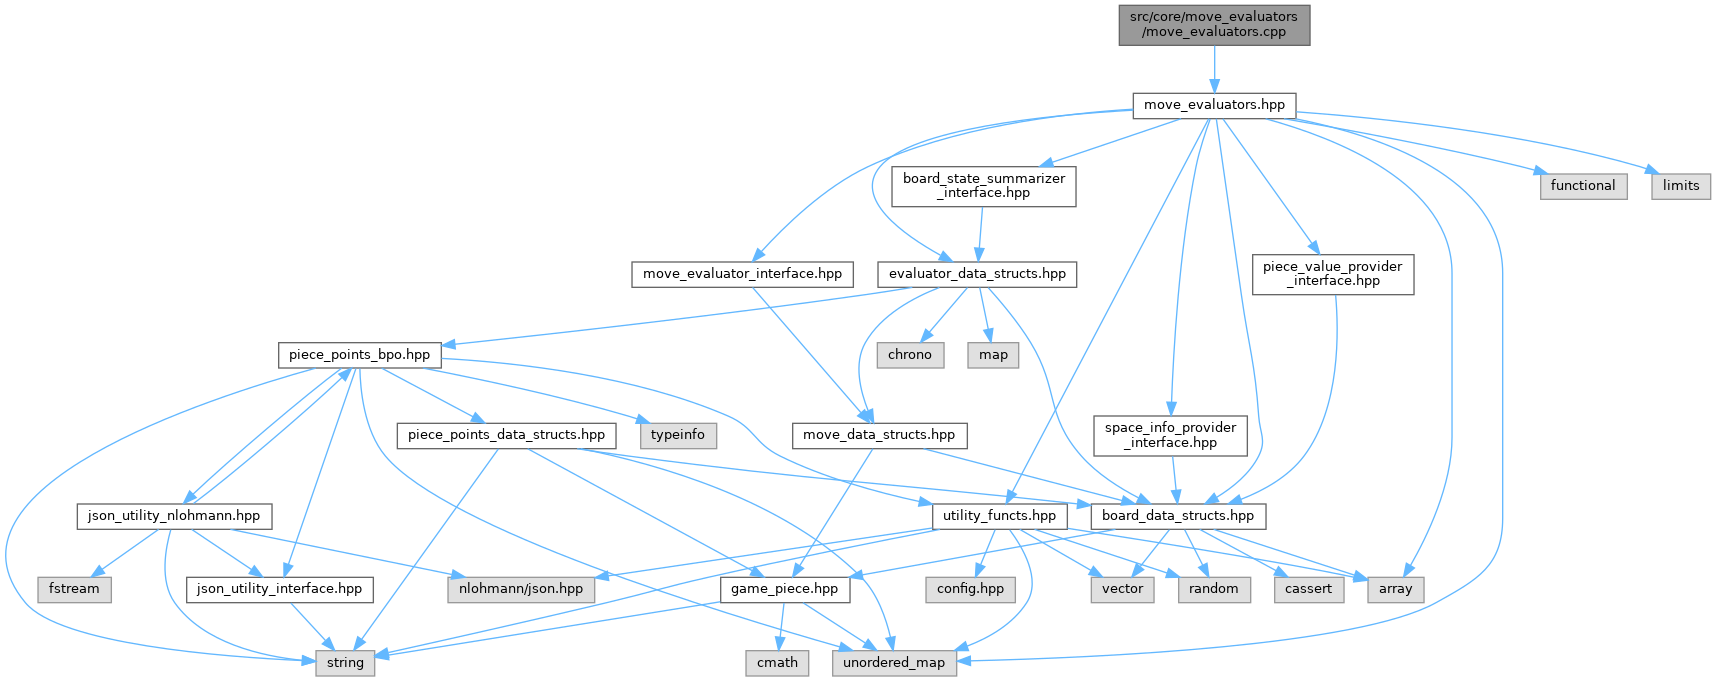 src/core/move_evaluators
/move_evaluators.cpp
move_evaluators.hpp
board_state_summarizer
_interface.hpp
functional
limits
move_evaluator_interface.hpp
evaluator_data_structs.hpp
piece_value_provider
_interface.hpp
piece_points_bpo.hpp
chrono
map
piece_points_data_structs.hpp
typeinfo
move_data_structs.hpp
space_info_provider
_interface.hpp
json_utility_nlohmann.hpp
utility_functs.hpp
board_data_structs.hpp
fstream
json_utility_interface.hpp
nlohmann/json.hpp
game_piece.hpp
config.hpp
vector
random
cassert
array
string
cmath
unordered_map